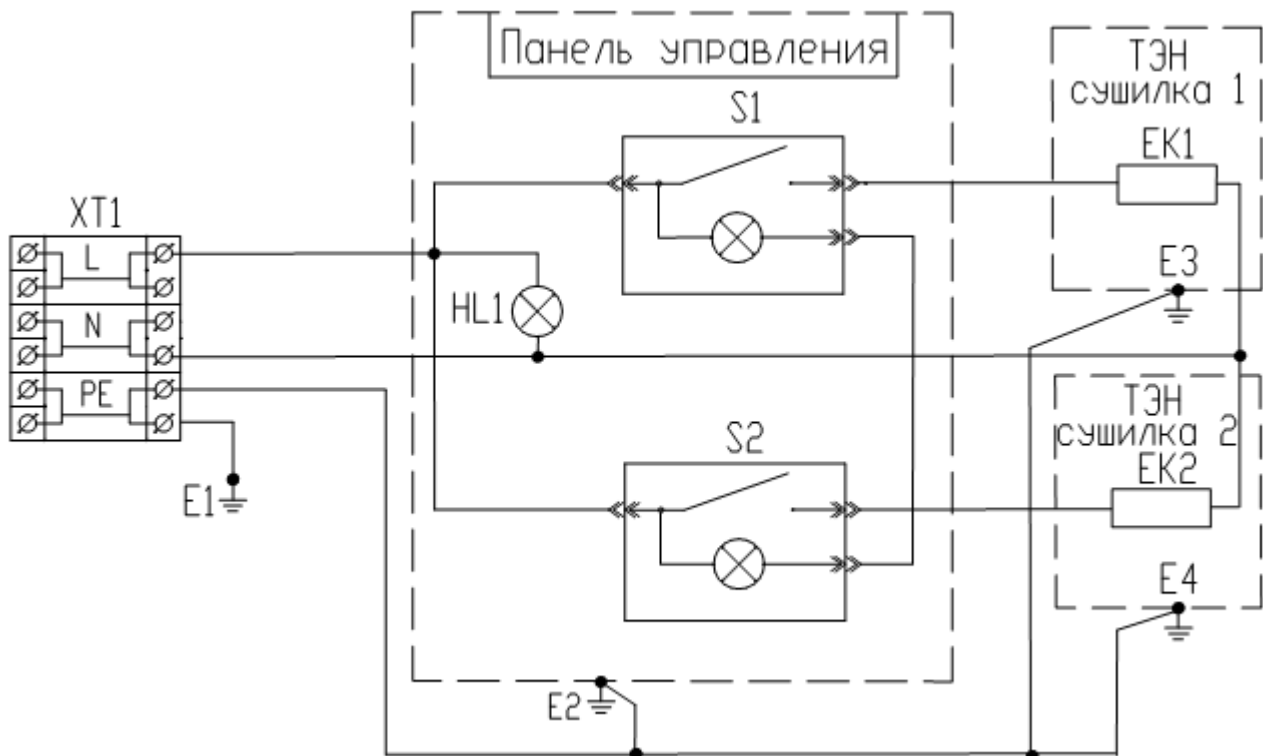 Панель управления
ТЭН
сушилка 1
S1
EK1
XT1
L
E3
HL1
N
PE
ТЭН
сушилка 2
S2
EK2
E1
E4
E2